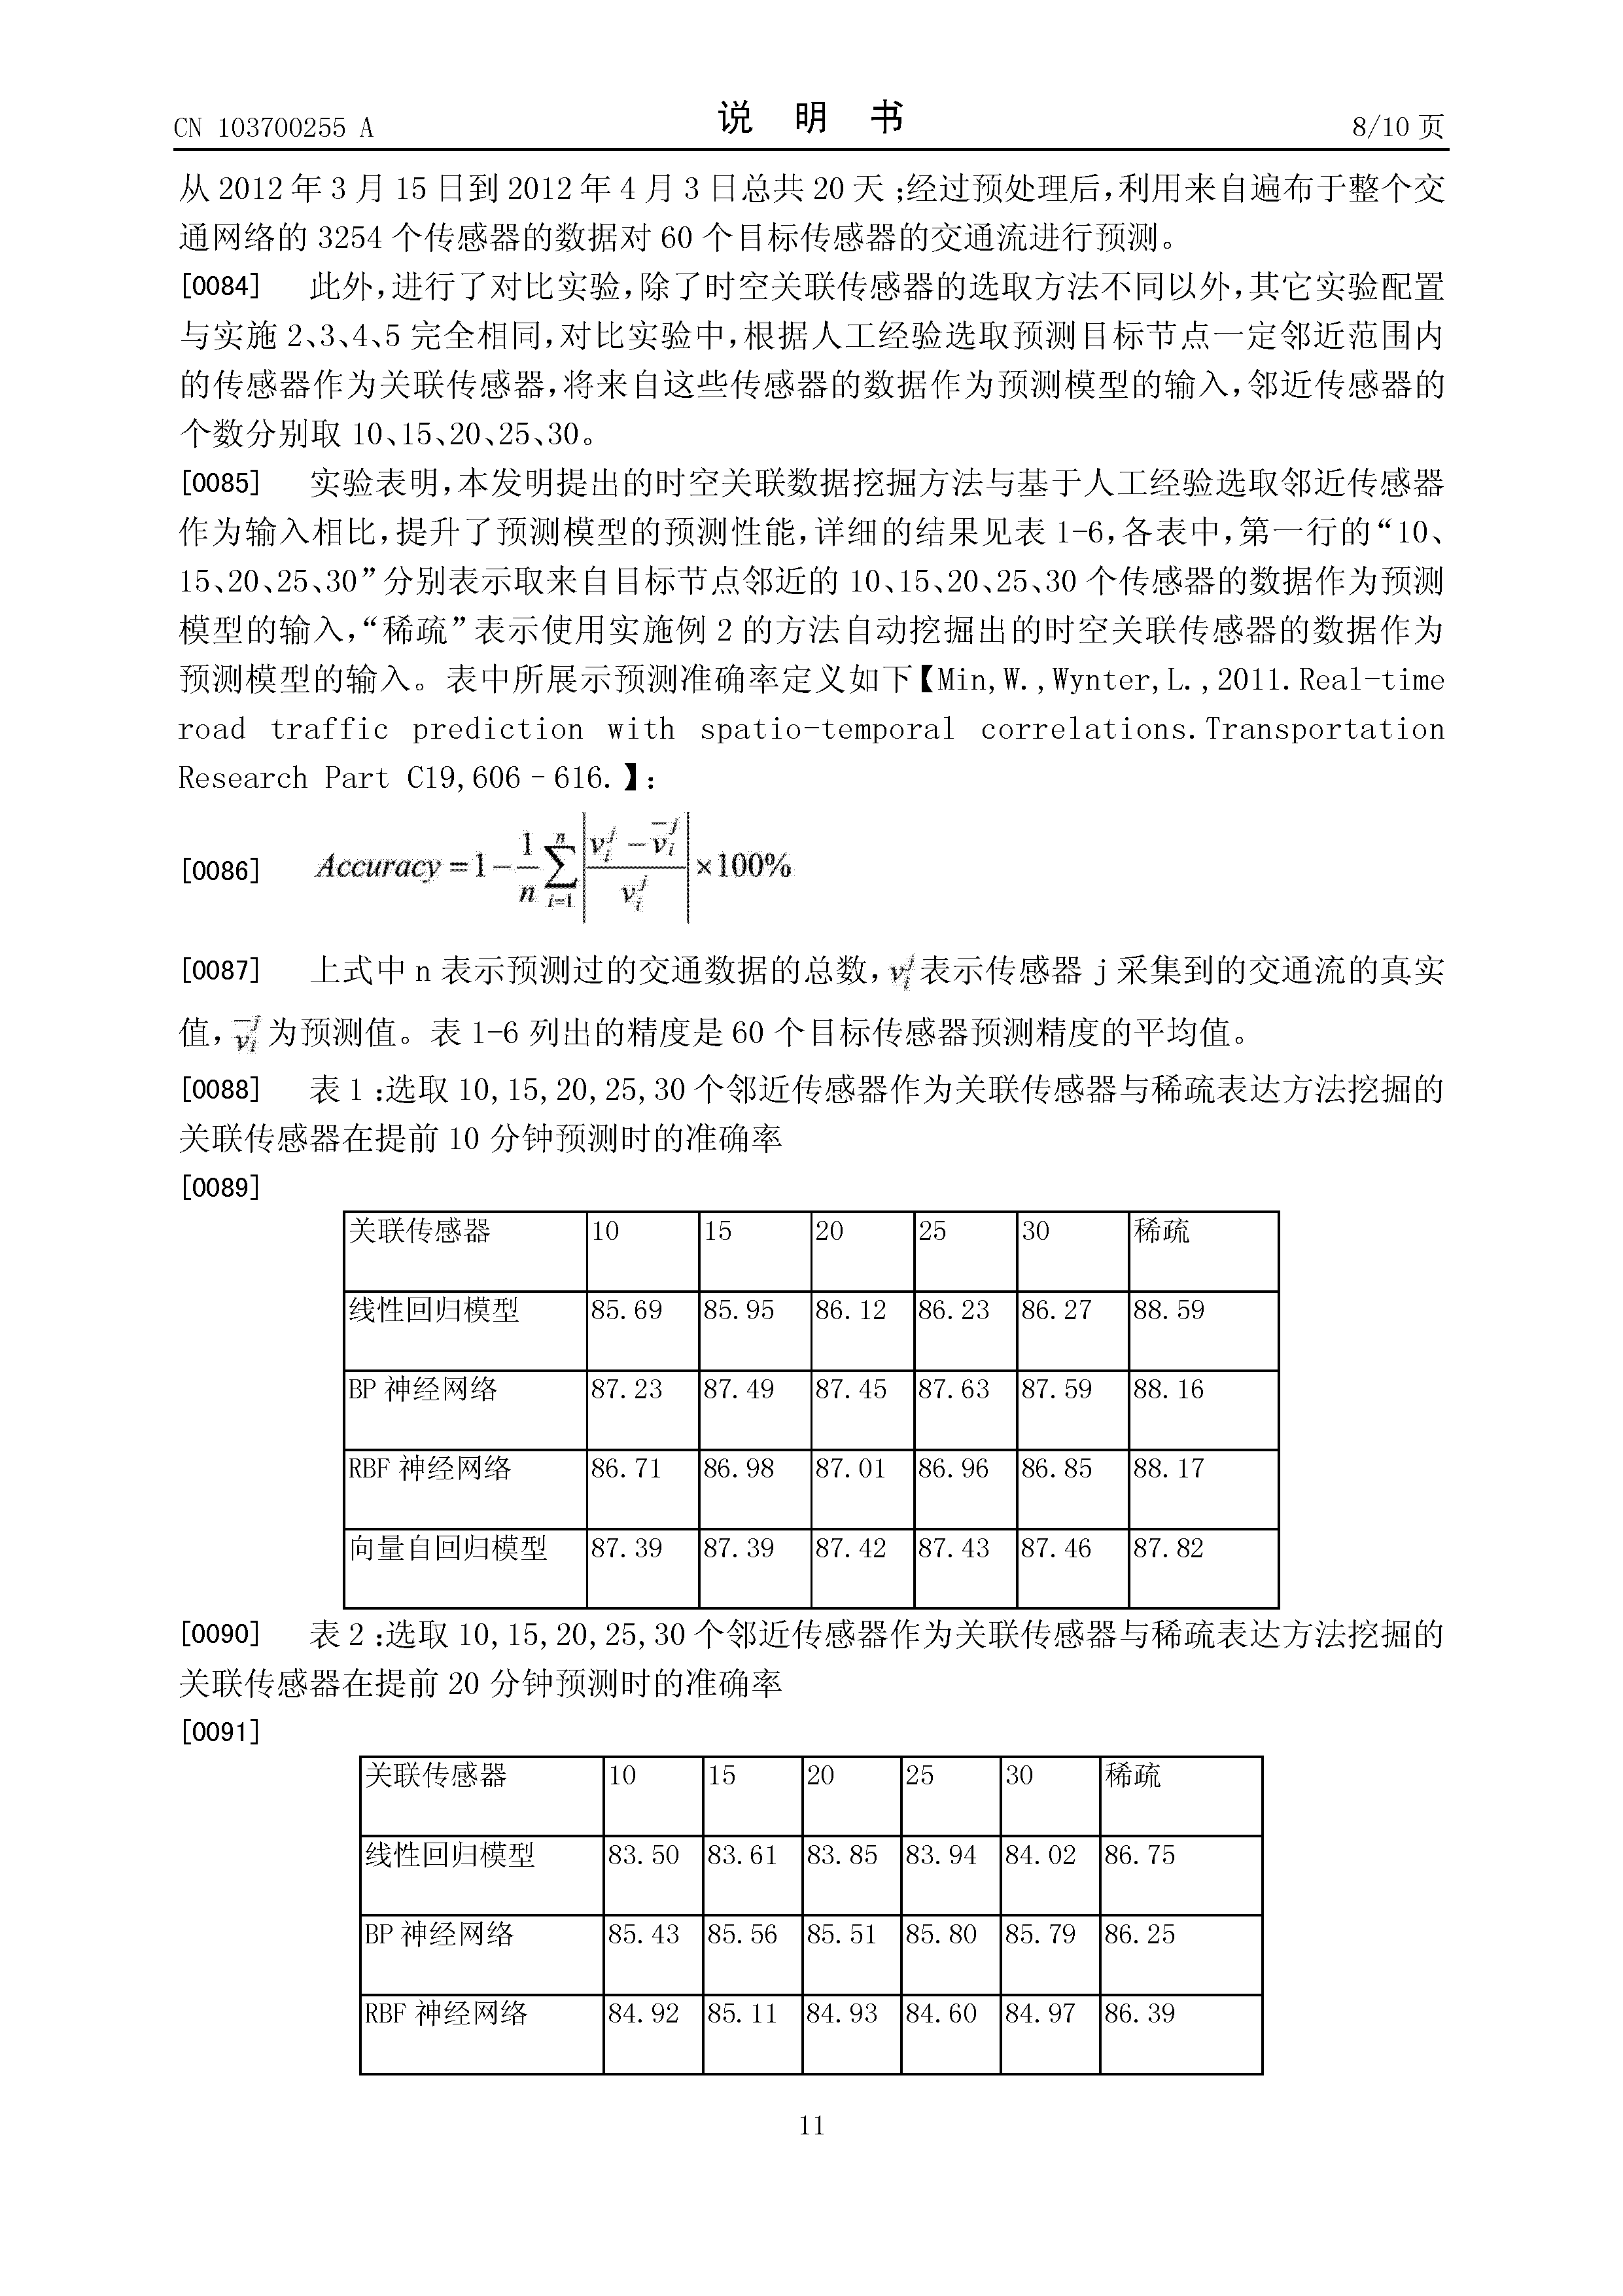 CN 103700255 A
说 明 书
8/10 页
从 2012 年 3 月 15 日到 2012 年 4 月 3 日总共 20 天 ;经过预处理后,利用来自遍布于整个交
通网络的 3254 个传感器的数据对 60 个目标传感器的交通流进行预测。
[0084] 此外,进行了对比实验,除了时空关联传感器的选取方法不同以外,其它实验配置
与实施 2、3、4、5 完全相同,对比实验中,根据人工经验选取预测目标节点一定邻近范围内
的传感器作为关联传感器,将来自这些传感器的数据作为预测模型的输入,邻近传感器的
个数分别取 10、15、20、25、30。
[0085] 实验表明,本发明提出的时空关联数据挖掘方法与基于人工经验选取邻近传感器
作为输入相比,提升了预测模型的预测性能,详细的结果见表 1-6,各表中,第一行的“10、
15、20、25、30”分别表示取来自目标节点邻近的 10、15、20、25、30 个传感器的数据作为预测
模型的输入,“稀疏”表示使用实施例 2 的方法自动挖掘出的时空关联传感器的数据作为
预测模型的输入。表中所展示预测准确率定义如下【Min,W.,Wynter,L.,2011.Real-time
road traffic prediction with spatio-temporal correlations.Transportation
Research Part C19,606–616.】:
[0086] $Accuracy = 1-\frac{1}{n}\sum_{i=1}^{n}\left|\frac{v_i^j-\overline{v}_i^j}{v_i^j}\right|\times 100\%$
[0087] 上式中 n 表示预测过的交通数据的总数,$v_i^j$表示传感器 j 采集到的交通流的真实
值,$\overline{v}_i^j$为预测值。表 1-6 列出的精度是 60 个目标传感器预测精度的平均值。
[0088] 表 1 :选取 10,15,20,25,30 个邻近传感器作为关联传感器与稀疏表达方法挖掘的
关联传感器在提前 10 分钟预测时的准确率
[0089]
关联传感器 10 15 20 25 30 稀疏
线性回归模型 85.69 85.95 86.12 86.23 86.27 88.59
BP 神经网络 87.23 87.49 87.45 87.63 87.59 88.16
RBF 神经网络 86.71 86.98 87.01 86.96 86.85 88.17
向量自回归模型 87.39 87.39 87.42 87.43 87.46 87.82
[0090] 表 2 :选取 10,15,20,25,30 个邻近传感器作为关联传感器与稀疏表达方法挖掘的
关联传感器在提前 20 分钟预测时的准确率
[0091]
关联传感器 10 15 20 25 30 稀疏
线性回归模型 83.50 83.61 83.85 83.94 84.02 86.75
BP 神经网络 85.43 85.56 85.51 85.80 85.79 86.25
RBF 神经网络 84.92 85.11 84.93 84.60 84.97 86.39
11